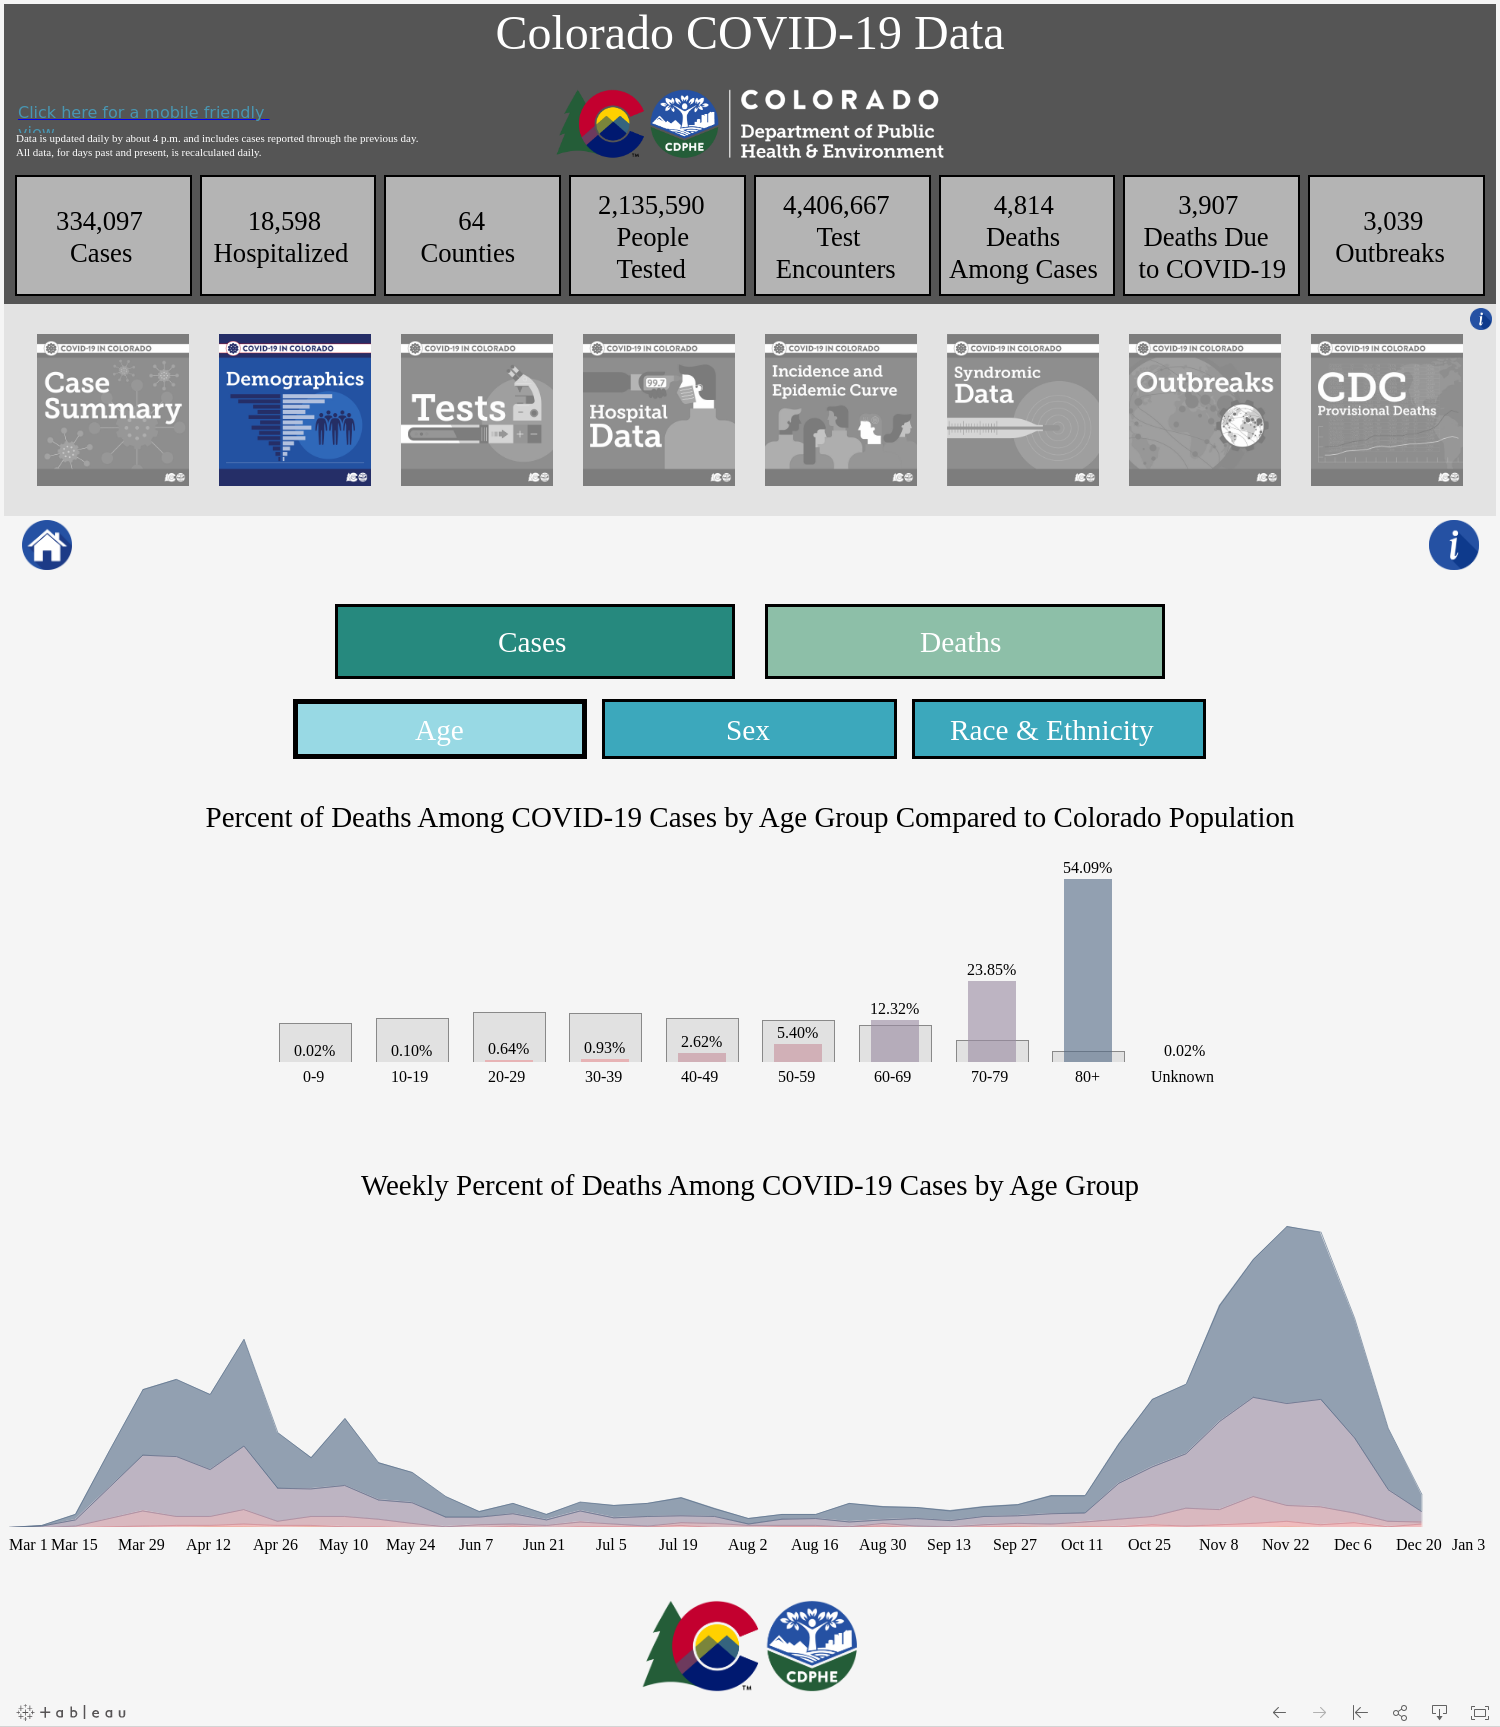 Colorado COVID-19 Data
Click here for a mobile friendly
view
Data is updated daily by about 4 p.m. and includes cases reported through the previous day.
All data, for days past and present, is recalculated daily.
COLORADO
Department of Public
Health & Environment
CDPHE
TM
334,097
Cases
18,598
Hospitalized
64
Counties
2,135,590
People
Tested
4,406,667
Test
Encounters
4,814
Deaths
Among Cases
3,907
Deaths Due
to COVID-19
3,039
Outbreaks
i
COVID-19 IN COLORADO
Case
Summary
COVID-19 IN COLORADO
Demographics
COVID-19 IN COLORADO
Tests
COVID-19 IN COLORADO
99.7
Hospital
Data
COVID-19 IN COLORADO
Incidence and
Epidemic Curve
COVID-19 IN COLORADO
Syndromic
Data
COVID-19 IN COLORADO
Outbreaks
COVID-19 IN COLORADO
CDC
Provisional Deaths
i
Cases
Deaths
Age
Sex
Race & Ethnicity
Percent of Deaths Among COVID-19 Cases by Age Group Compared to Colorado Population
54.09%
23.85%
12.32%
5.40%
2.62%
0.93%
0.64%
0.02% 0.10% 0.02%
0-9 10-19 20-29 30-39 40-49 50-59 60-69 70-79 80+ Unknown
Weekly Percent of Deaths Among COVID-19 Cases by Age Group
Mar 1 Mar 15 Mar 29 Apr 12 Apr 26 May 10 May 24 Jun 7 Jun 21 Jul 5 Jul 19 Aug 2 Aug 16 Aug 30 Sep 13 Sep 27 Oct 11 Oct 25 Nov 8 Nov 22 Dec 6 Dec 20 Jan 3
TM
CDPHE
+ableau